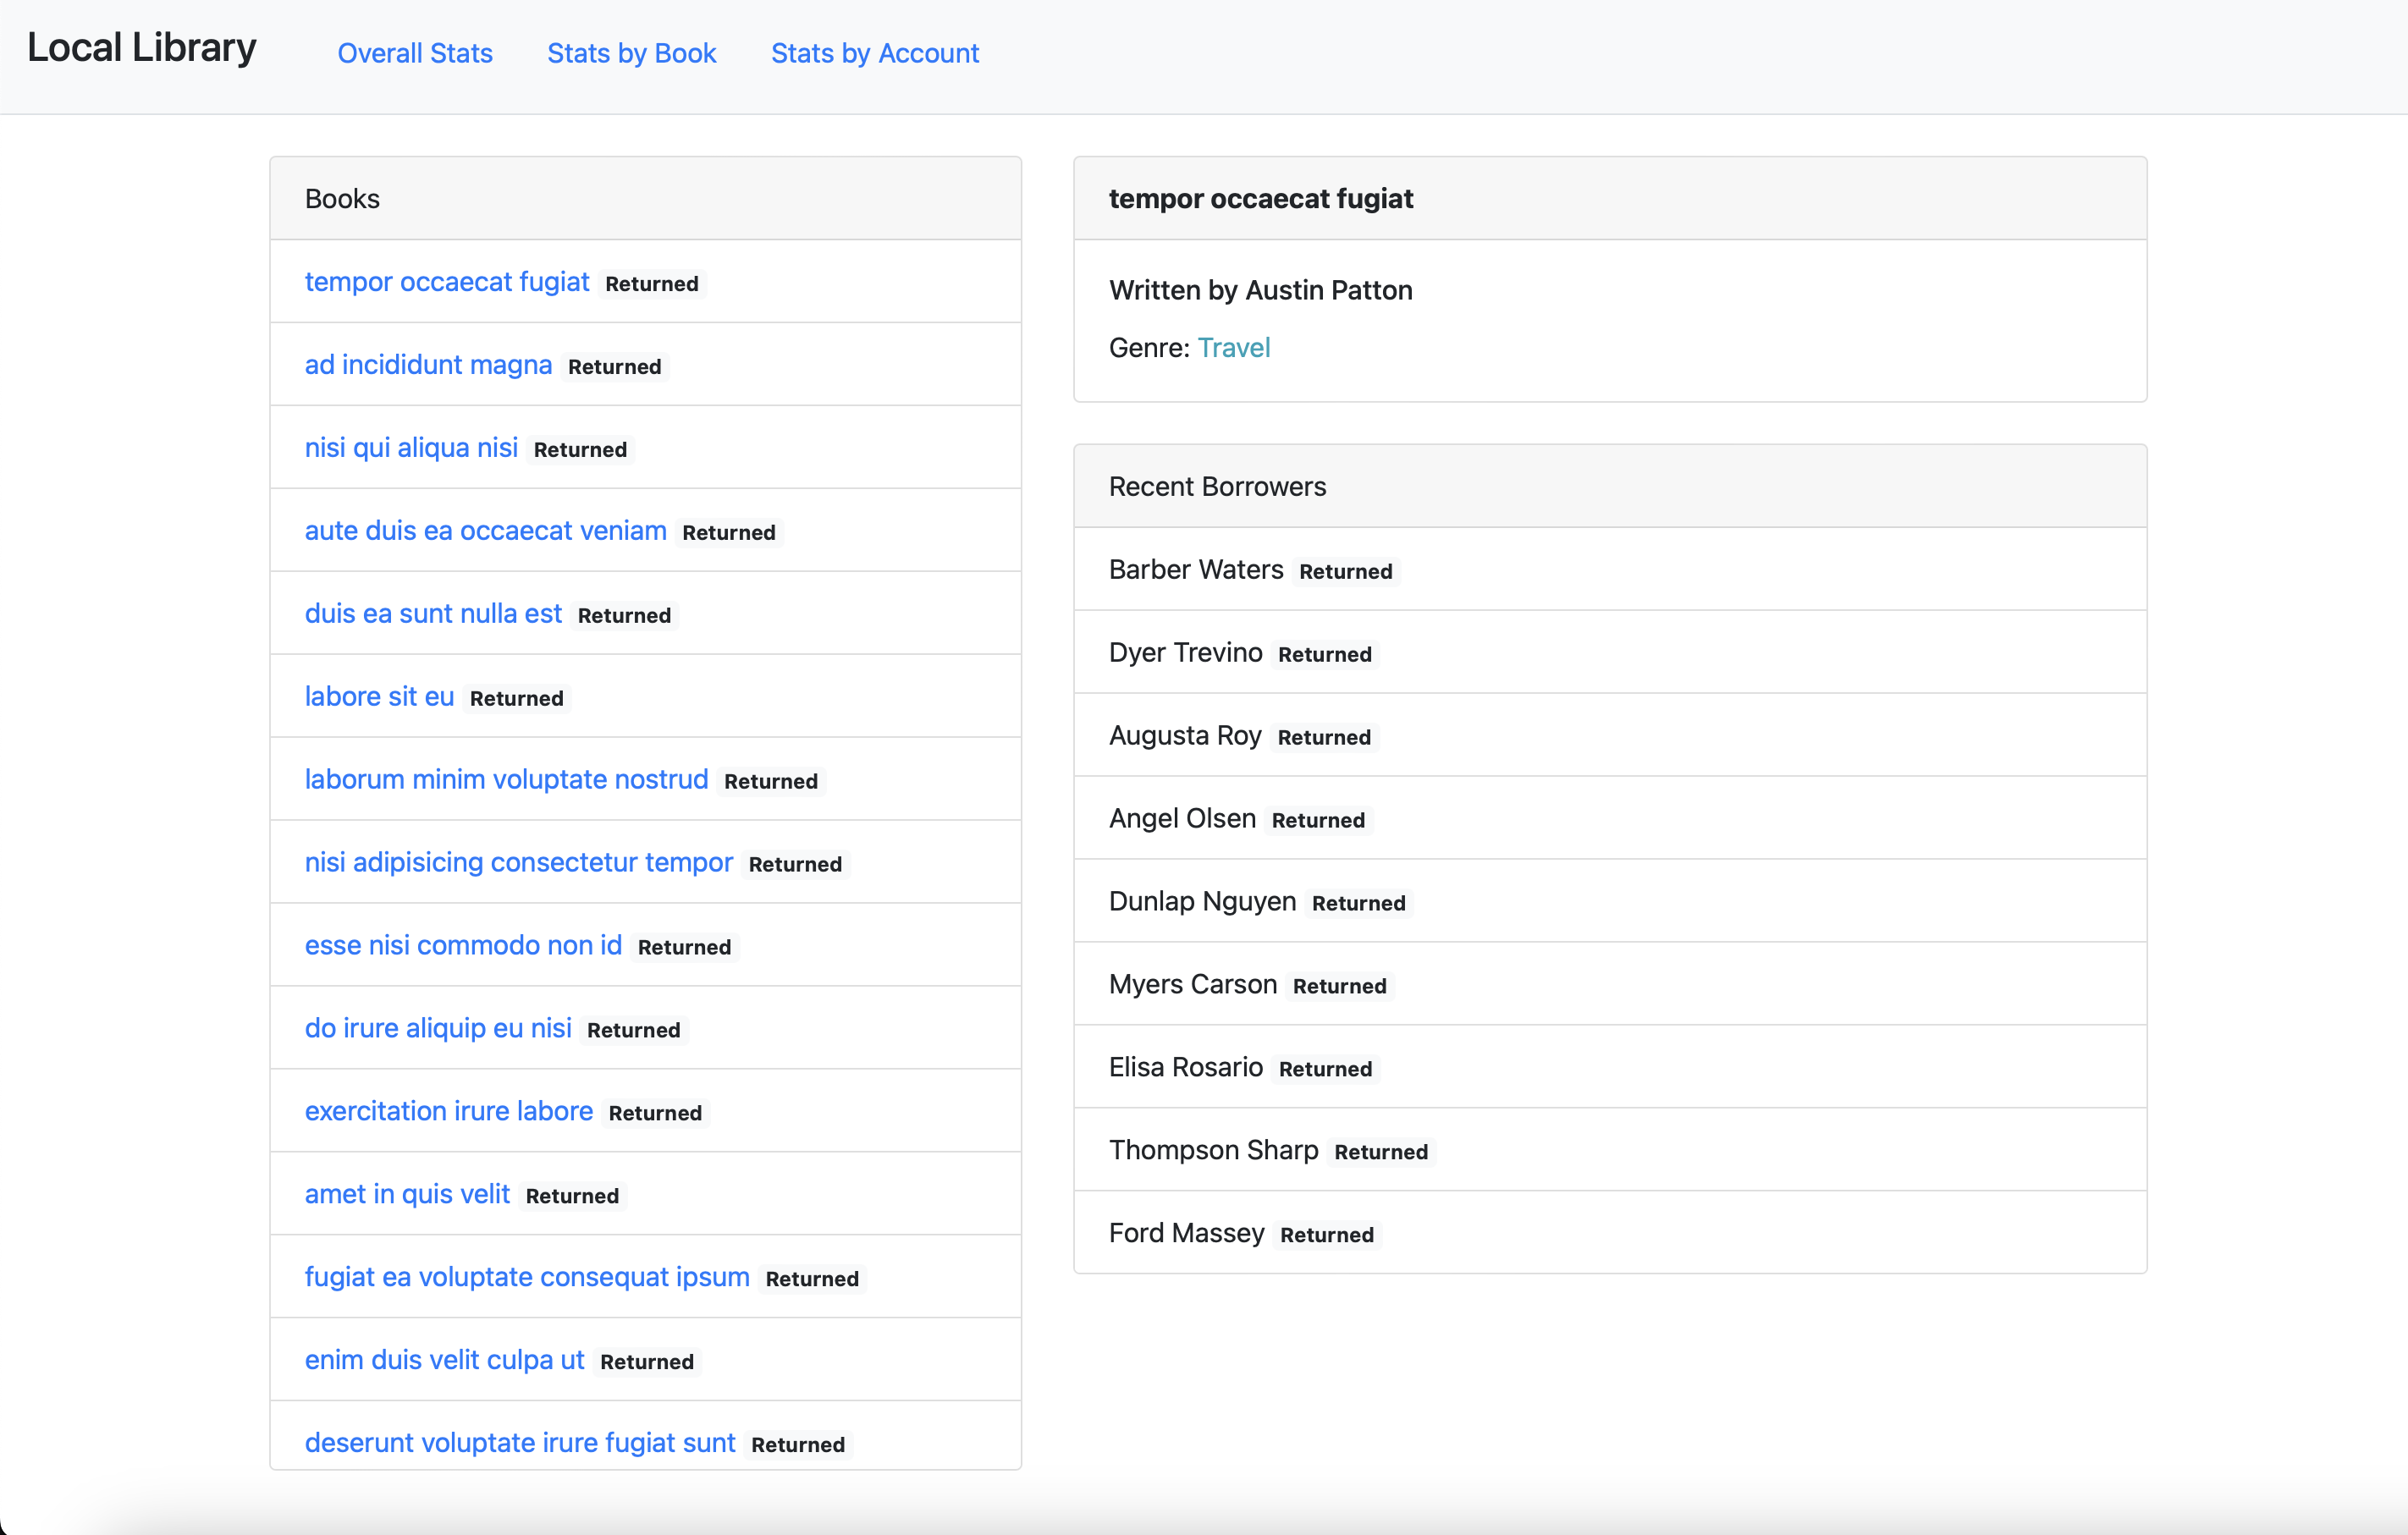 Local Library
Overall Stats
Stats by Book
Stats by Account
Books
tempor occaecat fugiat Returned
ad incididunt magna Returned
nisi qui aliqua nisi Returned
aute duis ea occaecat veniam Returned
duis ea sunt nulla est Returned
labore sit eu Returned
laborum minim voluptate nostrud Returned
nisi adipisicing consectetur tempor Returned
esse nisi commodo non id Returned
do irure aliquip eu nisi Returned
exercitation irure labore Returned
amet in quis velit Returned
fugiat ea voluptate consequat ipsum Returned
enim duis velit culpa ut Returned
deserunt voluptate irure fugiat sunt Returned
tempor occaecat fugiat
Written by Austin Patton
Genre: Travel
Recent Borrowers
Barber Waters Returned
Dyer Trevino Returned
Augusta Roy Returned
Angel Olsen Returned
Dunlap Nguyen Returned
Myers Carson Returned
Elisa Rosario Returned
Thompson Sharp Returned
Ford Massey Returned